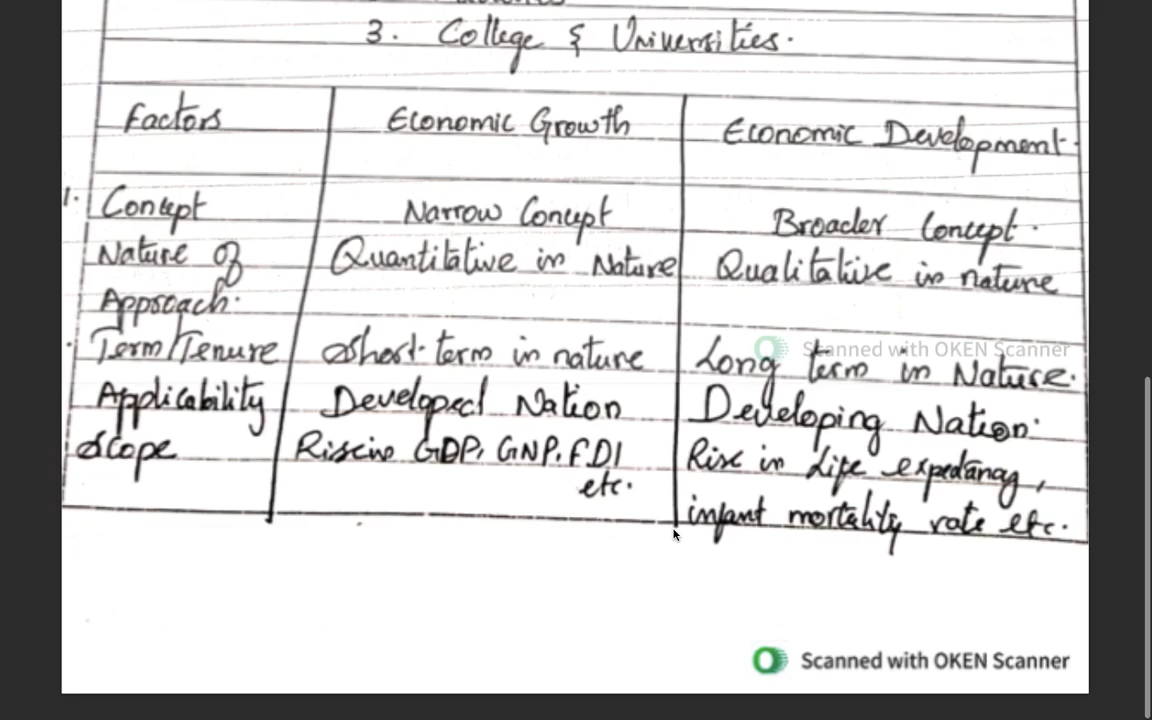 3. College & Universities.
Factors Economic Growth Economic Development.
1. Concept Narrow Concept Broader Concept.
Nature of Quantitative in Nature Qualitative in nature
Approach.
Term/Tenure Short-term in nature Long term in Nature.
Scanned with OKEN Scanner
Applicability Developed Nation Developing Nation.
Scope Rise in GDP, GNP, FDI Rise in Life expectancy,
etc. infant mortality rate etc.
Scanned with OKEN Scanner